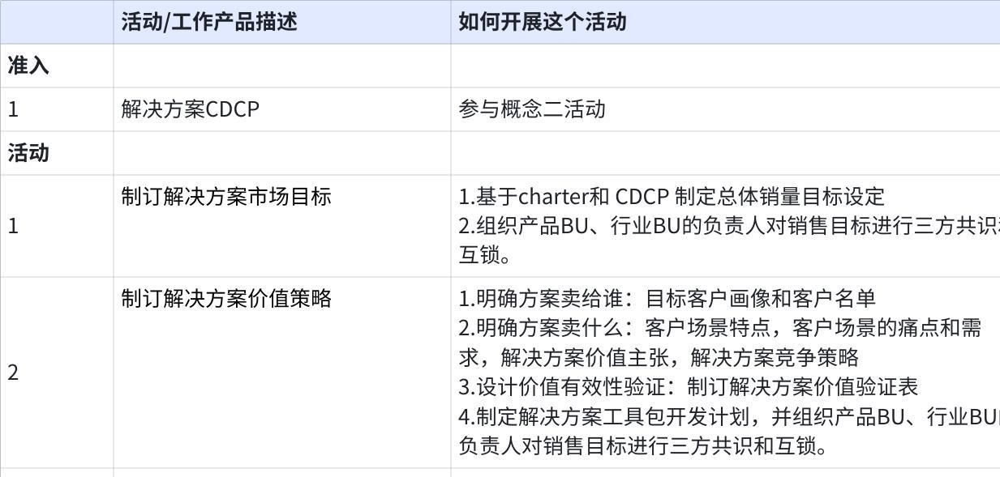 活动/工作产品描述 如何开展这个活动
准入
1 解决方案CDCP 参与概念二活动
活动
1 制订解决方案市场目标 1.基于charter和 CDCP 制定总体销量目标设定
2.组织产品BU、行业BU的负责人对销售目标进行三方共识
互锁。
2 制订解决方案价值策略 1.明确方案卖给谁：目标客户画像和客户名单
2.明确方案卖什么：客户场景特点，客户场景的痛点和需
求，解决方案价值主张，解决方案竞争策略
3.设计价值有效性验证：制订解决方案价值验证表
4.制定解决方案工具包开发计划，并组织产品BU、行业BU
负责人对销售目标进行三方共识和互锁。